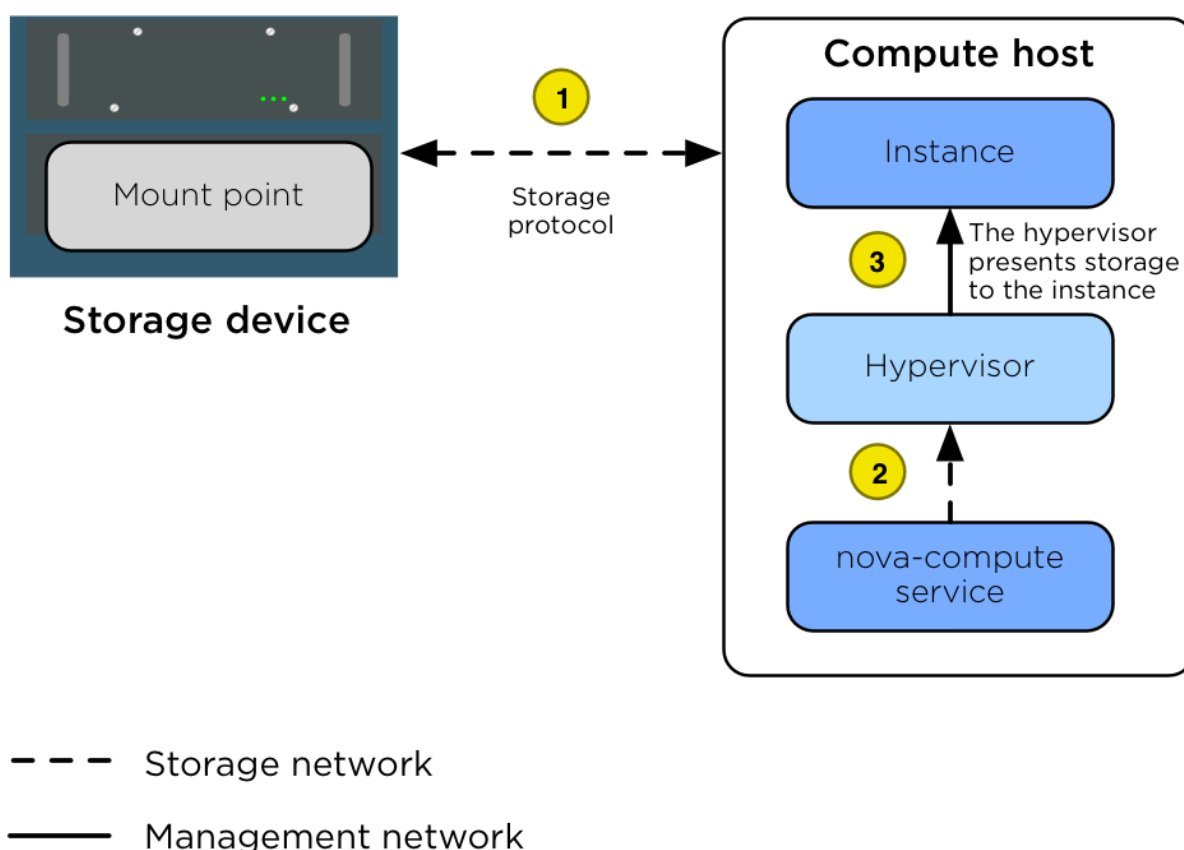 Compute host
1
Instance
Mount point
Storage
protocol
3
The hypervisor
presents storage
to the instance
Storage device
Hypervisor
2
nova-compute
service
Storage network
Management network